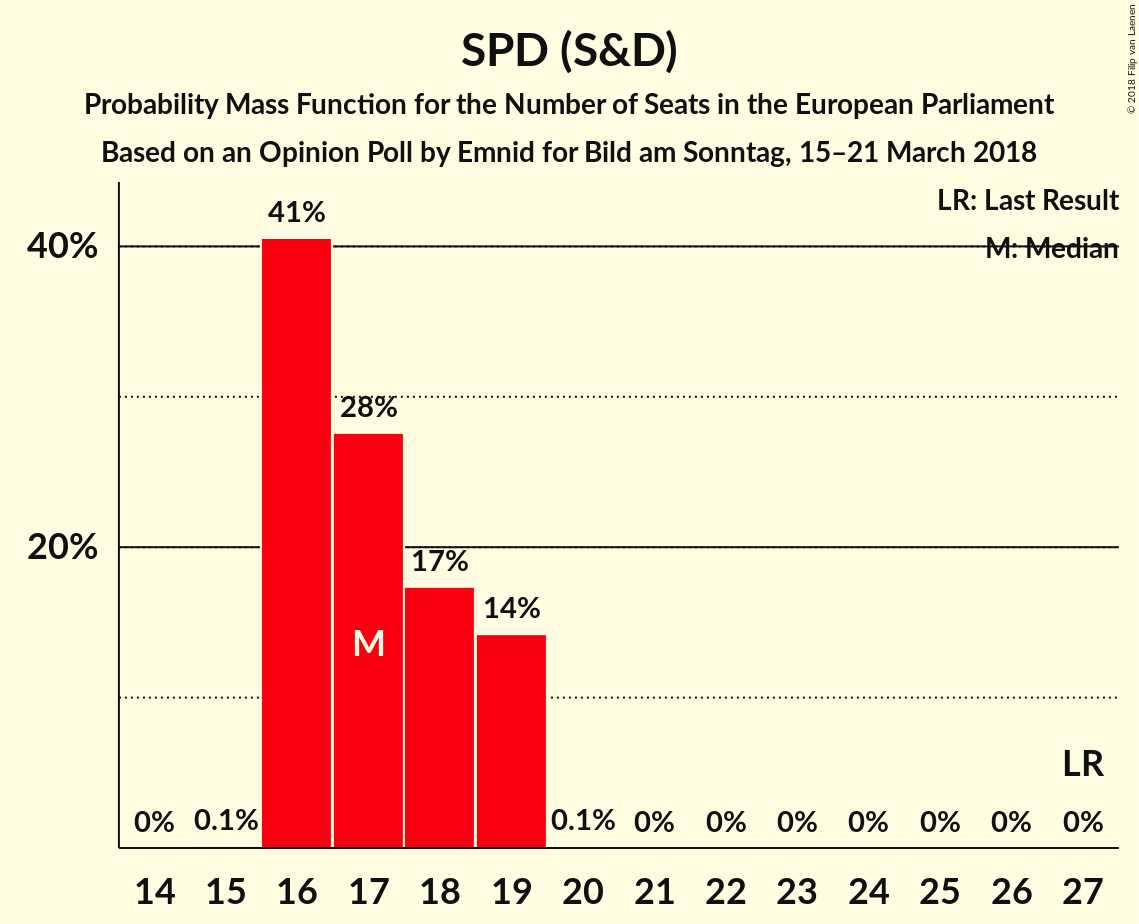 SPD (S&D)
Probability Mass Function for the Number of Seats in the European Parliament
Based on an Opinion Poll by Emnid for Bild am Sonntag, 15–21 March 2018
© 2018 Filip van Laenen
LR: Last Result
M: Median
41%
40%
28%
20%
17%
14%
M
LR
0% 0.1% 0.1% 0% 0% 0% 0% 0% 0% 0%
14 15 16 17 18 19 20 21 22 23 24 25 26 27